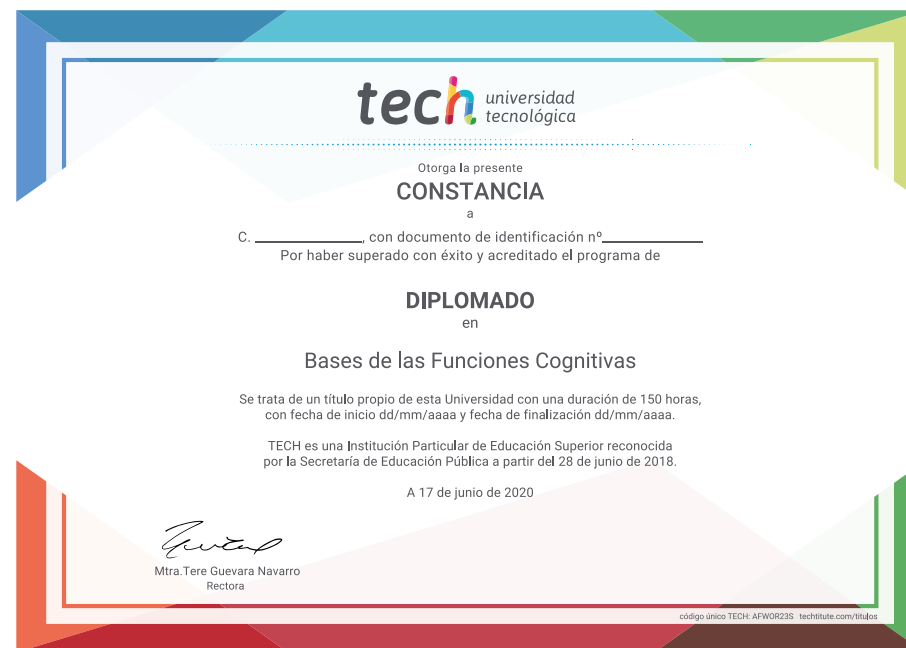 tech universidad
tecnológica
Otorga la presente
CONSTANCIA
a
C. ______________, con documento de identificación nº_____________
Por haber superado con éxito y acreditado el programa de
DIPLOMADO
en
Bases de las Funciones Cognitivas
Se trata de un título propio de esta Universidad con una duración de 150 horas,
con fecha de inicio dd/mm/aaaa y fecha de finalización dd/mm/aaaa.
TECH es una Institución Particular de Educación Superior reconocida
por la Secretaría de Educación Pública a partir del 28 de junio de 2018.
A 17 de junio de 2020
Mtra.Tere Guevara Navarro
Rectora
código único TECH: AFWOR23S techtitute.com/titulos